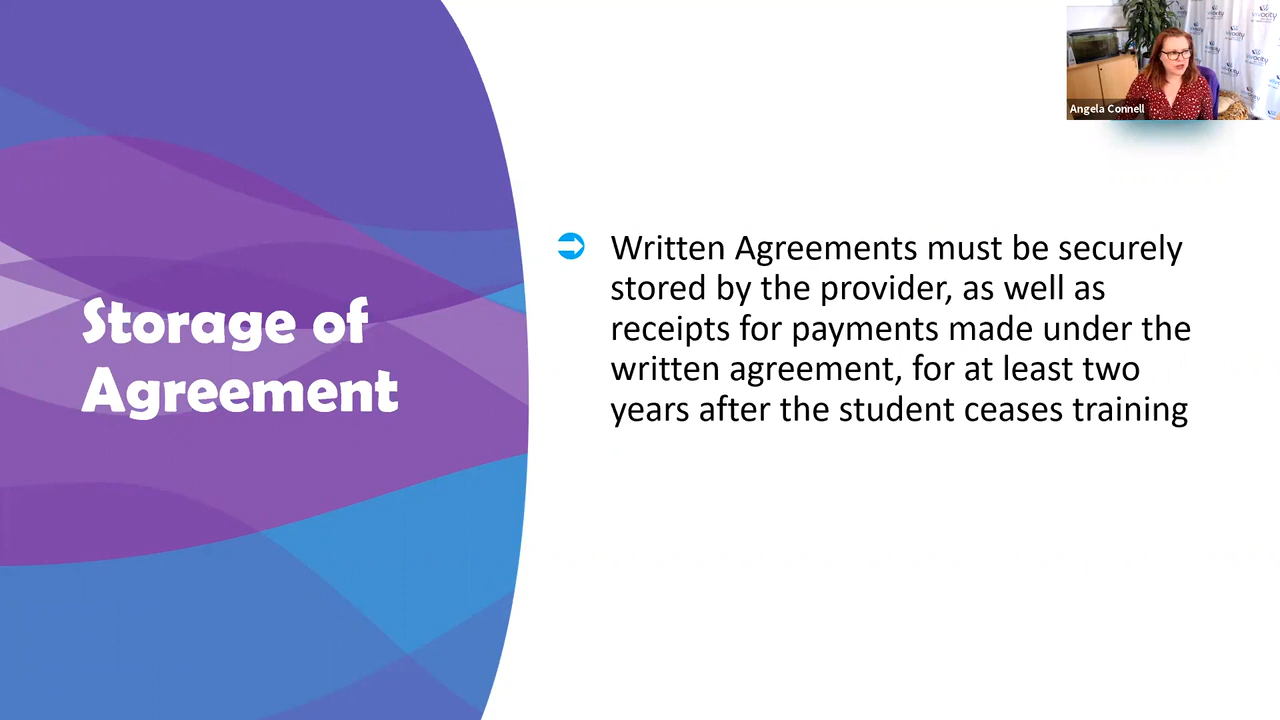 Angela Connell
Storage of
Agreement
Written Agreements must be securely
stored by the provider, as well as
receipts for payments made under the
written agreement, for at least two
years after the student ceases training